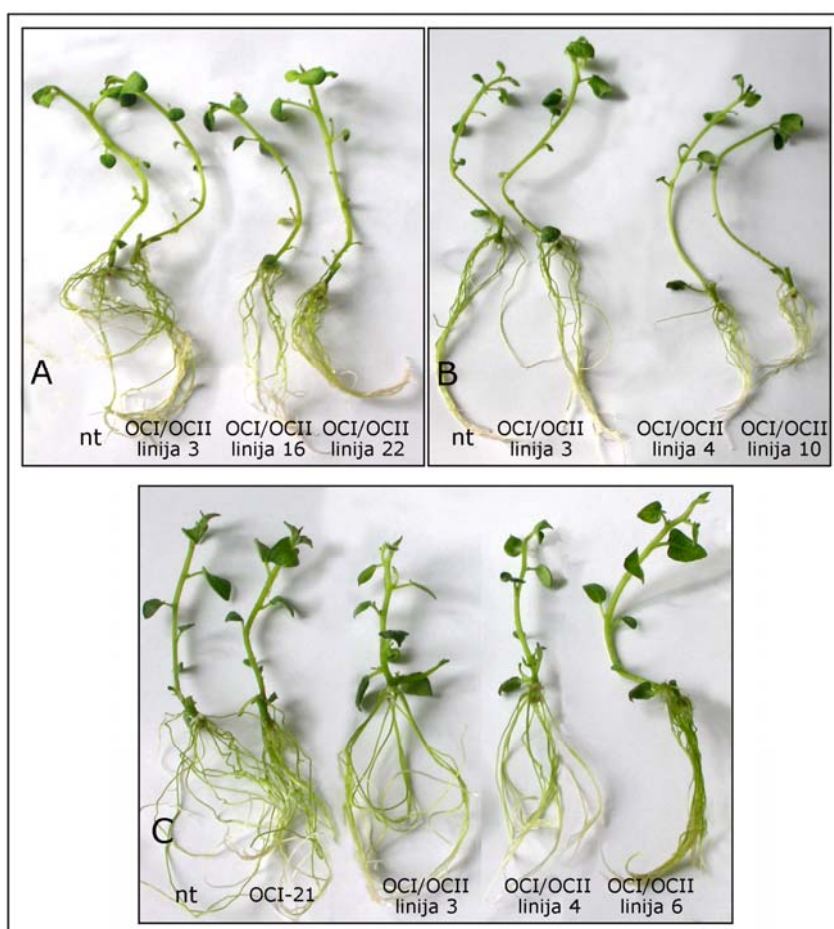 A
nt
OCI/OCII
linija 3
OCI/OCII
linija 16
OCI/OCII
linija 22
B
nt
OCI/OCII
linija 3
OCI/OCII
linija 4
OCI/OCII
linija 10
C
nt
OCI-21
OCI/OCII
linija 3
OCI/OCII
linija 4
OCI/OCII
linija 6